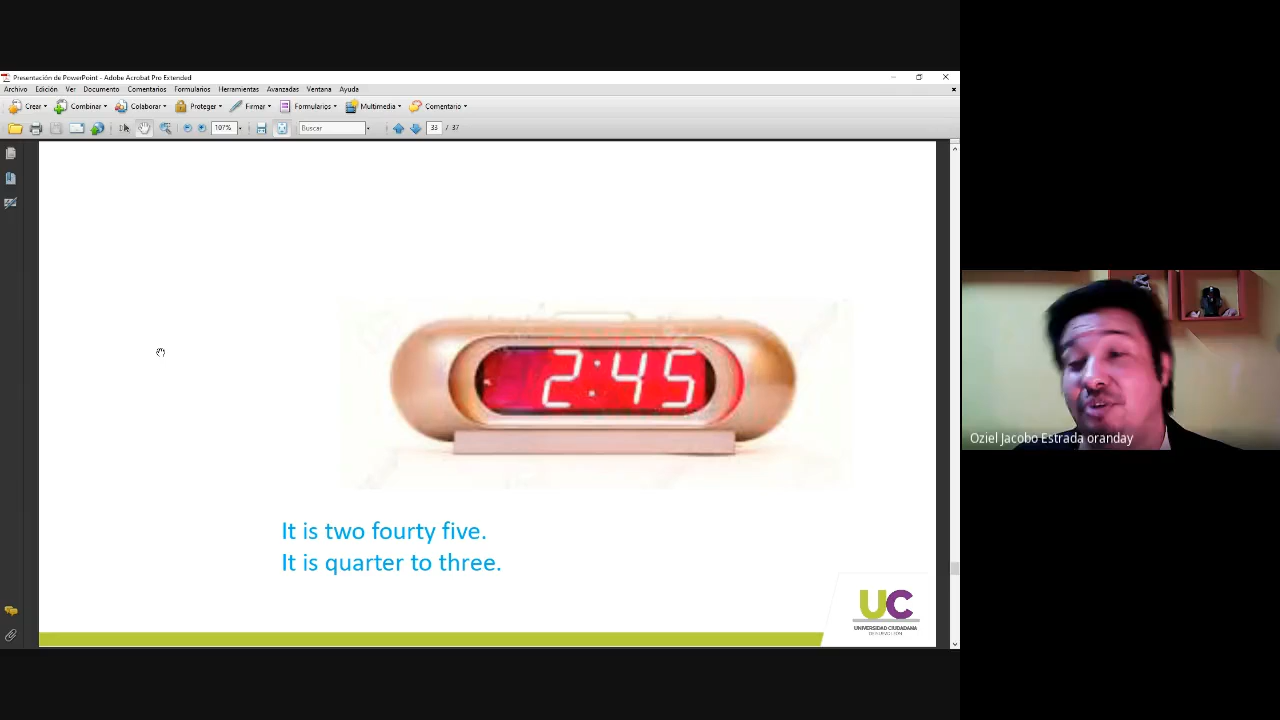 Presentación de PowerPoint - Adobe Acrobat Pro Extended
Archivo Edición Ver Documento Comentarios Formularios Herramientas Avanzadas Ventana Ayuda
Crear Combinar Colaborar Proteger Firmar Formularios Multimedia Comentario
107% Buscar 33 / 37
2:45
Oziel Jacobo Estrada oranday
It is two fourty five.
It is quarter to three.
UC
UNIVERSIDAD CIUDADANA